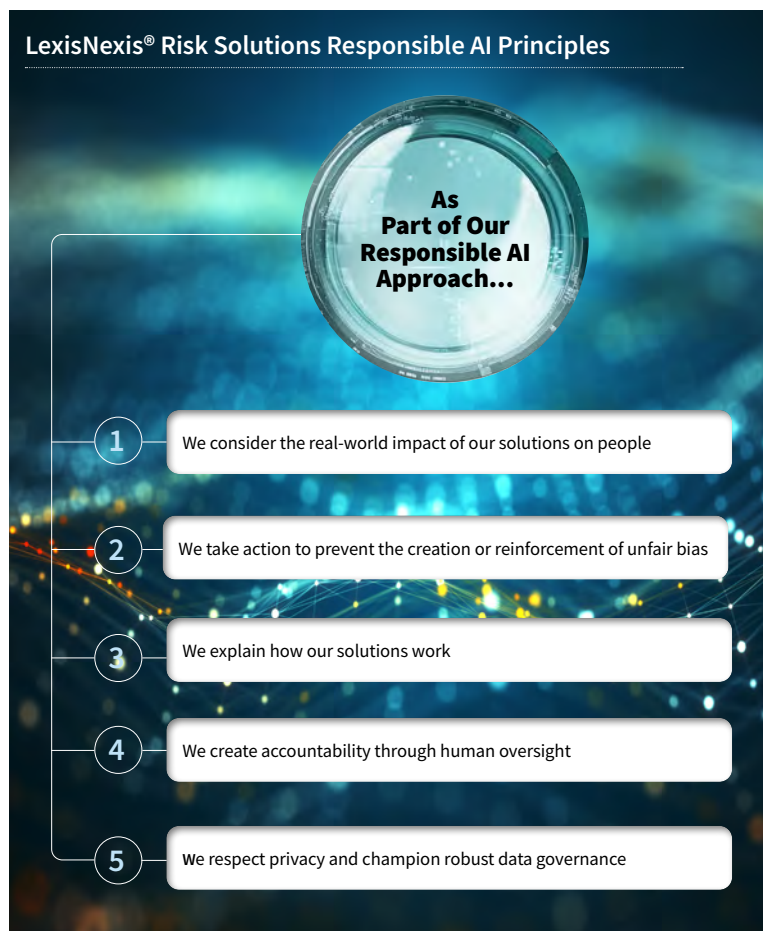 LexisNexis® Risk Solutions Responsible AI Principles
As
Part of Our
Responsible AI
Approach...
1
We consider the real-world impact of our solutions on people
2
We take action to prevent the creation or reinforcement of unfair bias
3
We explain how our solutions work
4
We create accountability through human oversight
5
We respect privacy and champion robust data governance